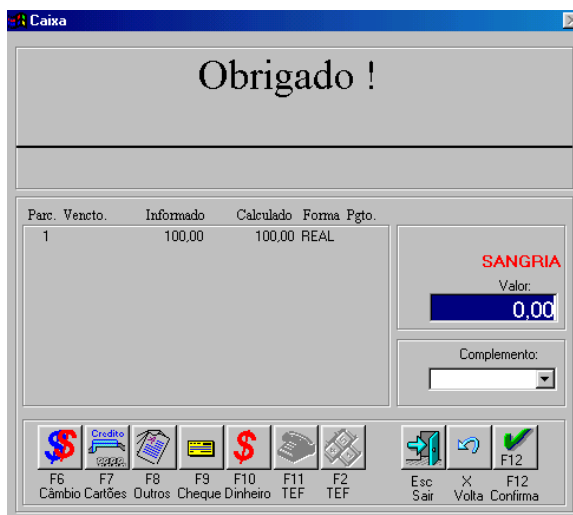 Caixa
Obrigado !
Parc. Vencto. Informado Calculado Forma Pgto.
1 100,00 100,00 REAL
SANGRIA
Valor:
0,00
Complemento:
Credito
F12
F6 F7 F8 F9 F10 F11 F2 Esc X F12
Câmbio Cartões Outros Cheque Dinheiro TEF TEF Sair Volta Confirma